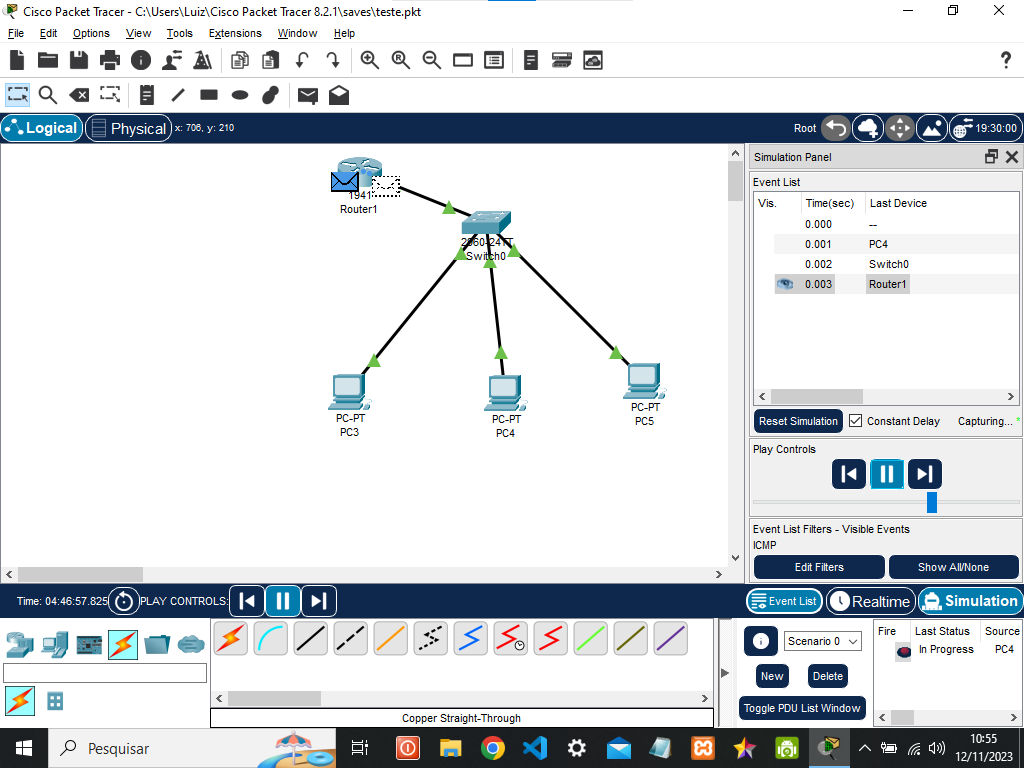 Cisco Packet Tracer - C:\Users\Luiz\Cisco Packet Tracer 8.2.1\saves\teste.pkt
File Edit Options View Tools Extensions Window Help
Logical Physical x: 706, y: 210 Root 19:30:00
1941
Router1
2960-24TT
Switch0
PC-PT
PC3
PC-PT
PC4
PC-PT
PC5
Simulation Panel
Event List
Vis. Time(sec) Last Device
0.000 --
0.001 PC4
0.002 Switch0
0.003 Router1
Reset Simulation Constant Delay Capturing... *
Play Controls
Event List Filters - Visible Events
ICMP
Edit Filters Show All/None
Time: 04:46:57.825 PLAY CONTROLS: Event List Realtime Simulation
Copper Straight-Through
Scenario 0
New Delete
Toggle PDU List Window
Fire Last Status Source
In Progress PC4
Pesquisar
10:55
12/11/2023